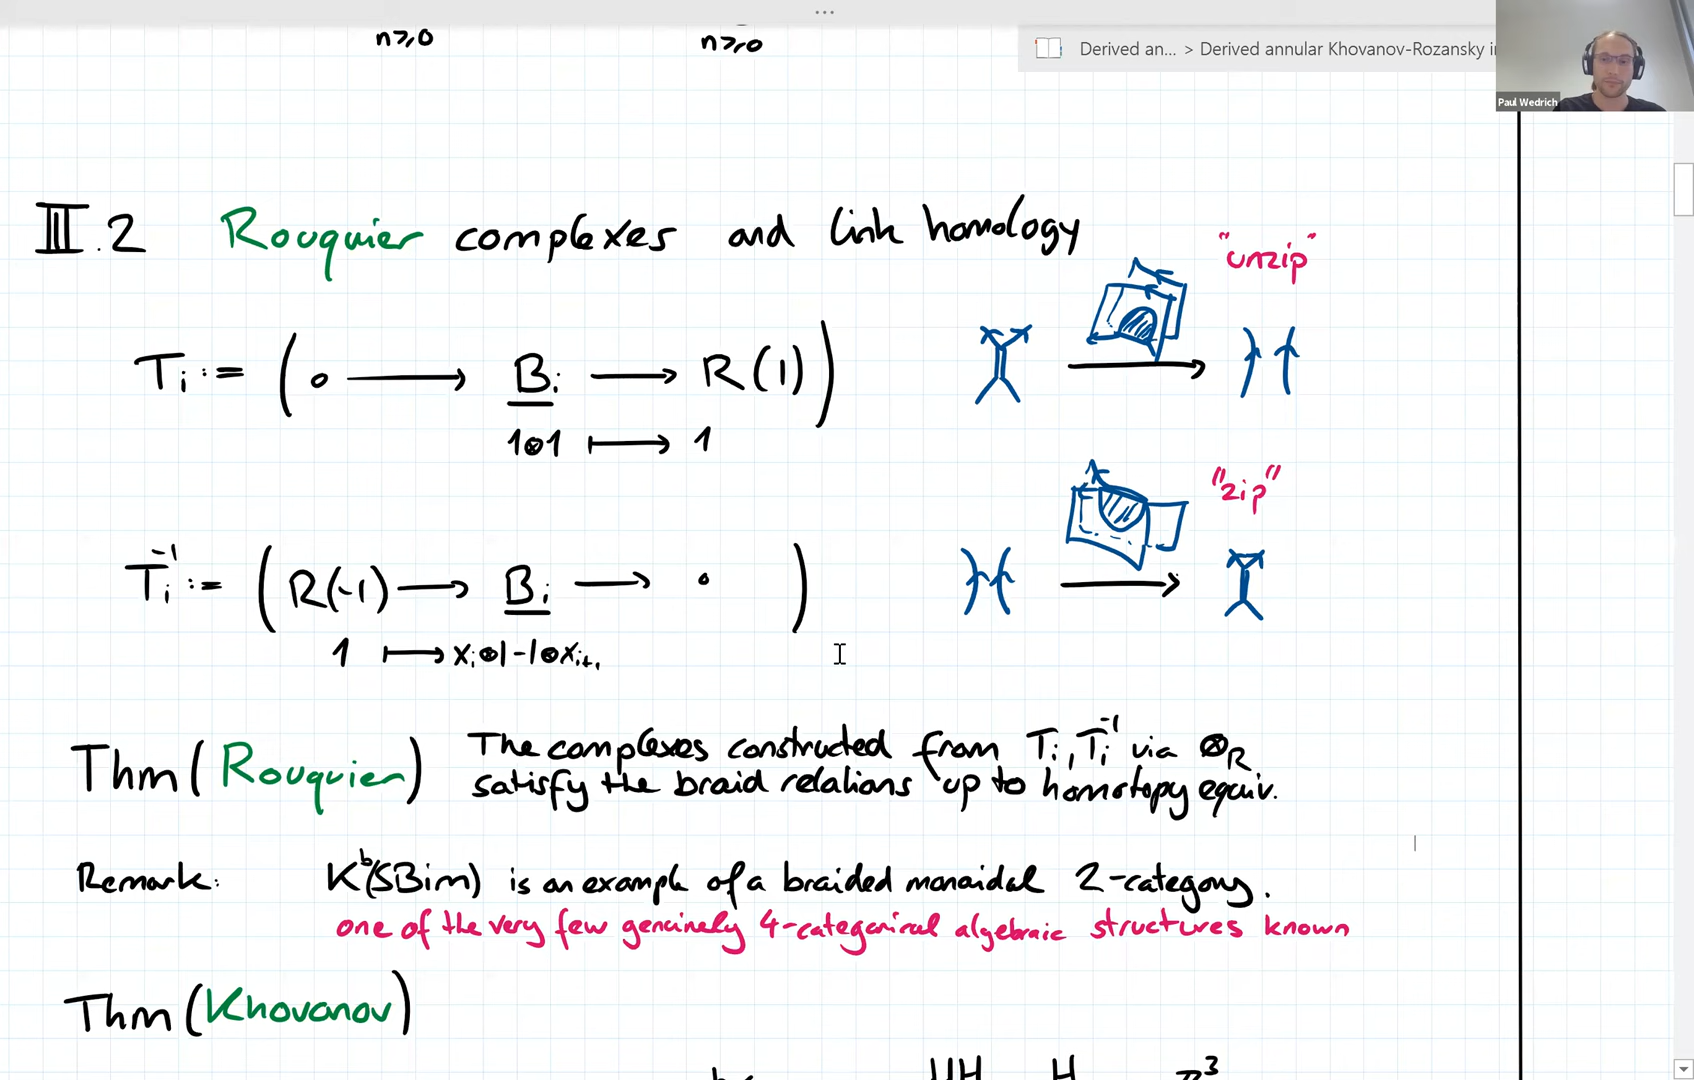 ...
n≥0 n≥0
Derived an... > Derived annular Khovanov-Rozansky in
Paul Wedrich
III.2 Rouquier complexes and link homology
"unzip"
Tᵢ := ( ∘ ⟶ Bᵢ ⟶ R(1) )
1⊗1 ⟼ 1
"zip"
Tᵢ⁻¹ := ( R(-1) ⟶ Bᵢ ⟶ ∘ )
1 ⟼ xᵢ⊗1-1⊗xᵢ₊₁
Thm (Rouquier) The complexes constructed from Tᵢ, Tᵢ⁻¹ via ⊗_R
satisfy the braid relations up to homotopy equiv.
Remark: Kᵇ(SBim) is an example of a braided monoidal 2-category.
one of the very few genuinely 4-categorical algebraic structures known
Thm (Khovanov)